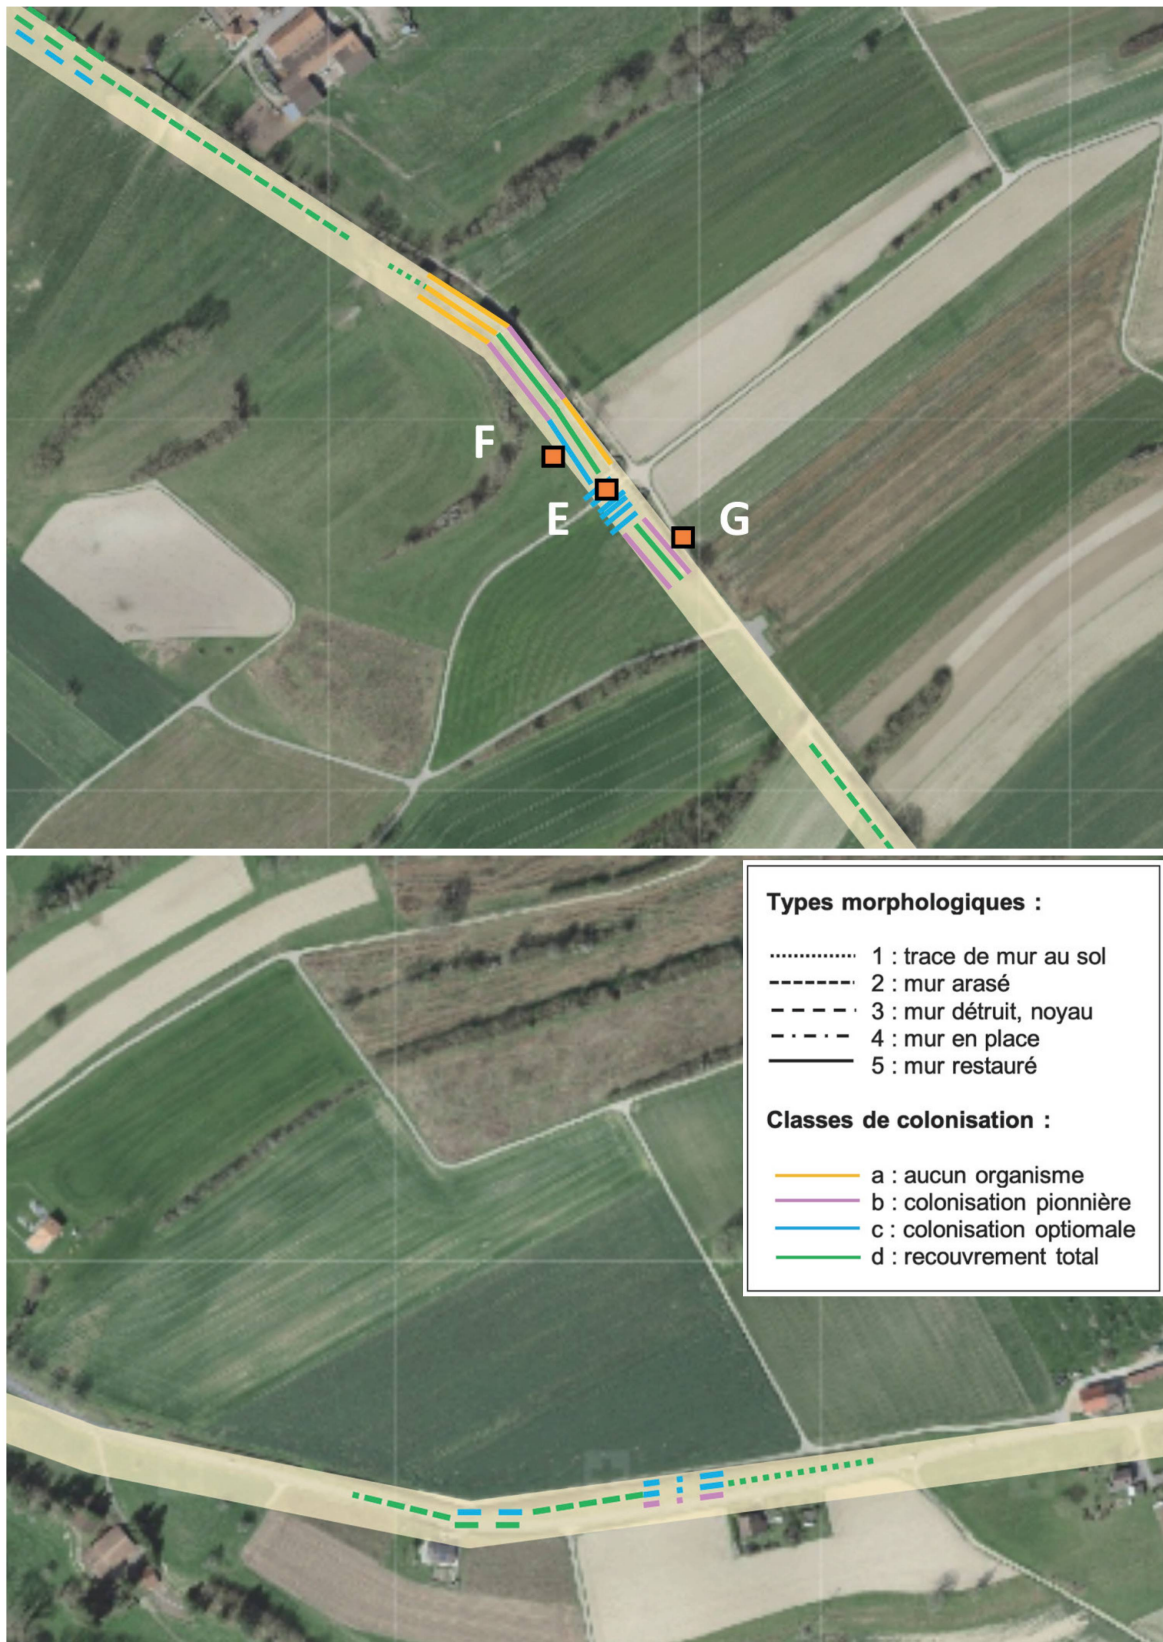 F
E
G
Types morphologiques :
1 : trace de mur au sol
2 : mur arasé
3 : mur détruit, noyau
4 : mur en place
5 : mur restauré
Classes de colonisation :
a : aucun organisme
b : colonisation pionnière
c : colonisation optiomale
d : recouvrement total